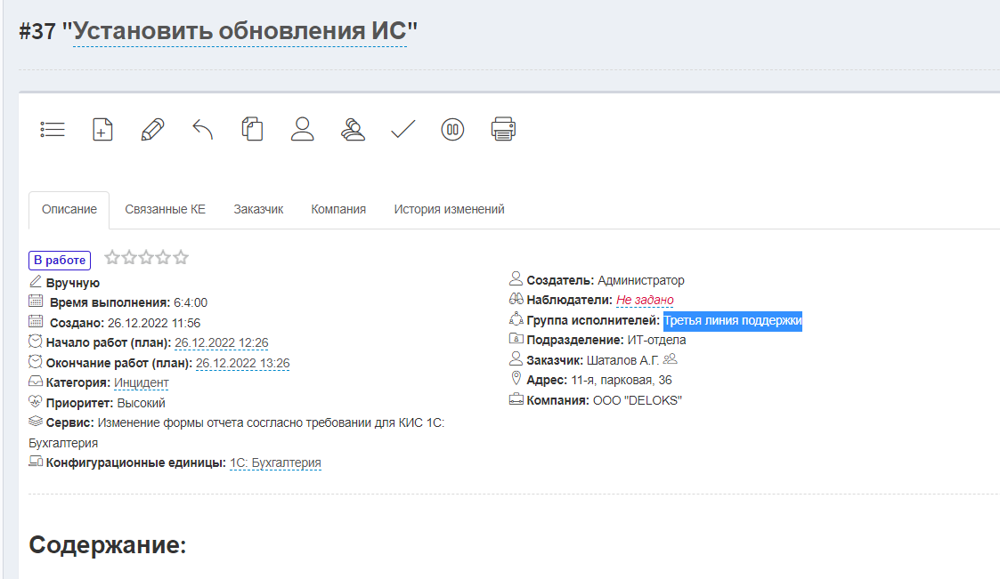 #37 "Установить обновления ИС"
Описание
Связанные КЕ
Заказчик
Компания
История изменений
В работе
Вручную
Время выполнения: 6:4:00
Создано: 26.12.2022 11:56
Начало работ (план): 26.12.2022 12:26
Окончание работ (план): 26.12.2022 13:26
Категория: Инцидент
Приоритет: Высокий
Сервис: Изменение формы отчета состласно требовании для КИС 1С:
Бухгалтерия
Конфигурационные единицы: 1С: Бухгалтерия
Создатель: Администратор
Наблюдатели: Не задано
Группа исполнителей: Третья линия поддержки
Подразделение: ИТ-отдела
Заказчик: Шаталов А.Г.
Адрес: 11-я, парковая, 36
Компания: ООО "DELOKS"
Содержание: